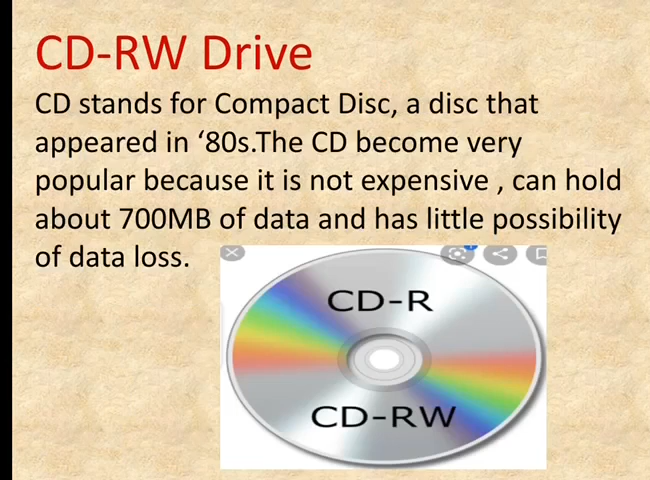 CD-RW Drive
CD stands for Compact Disc, a disc that
appeared in ‘80s.The CD become very
popular because it is not expensive , can hold
about 700MB of data and has little possibility
of data loss.
CD-R
CD-RW